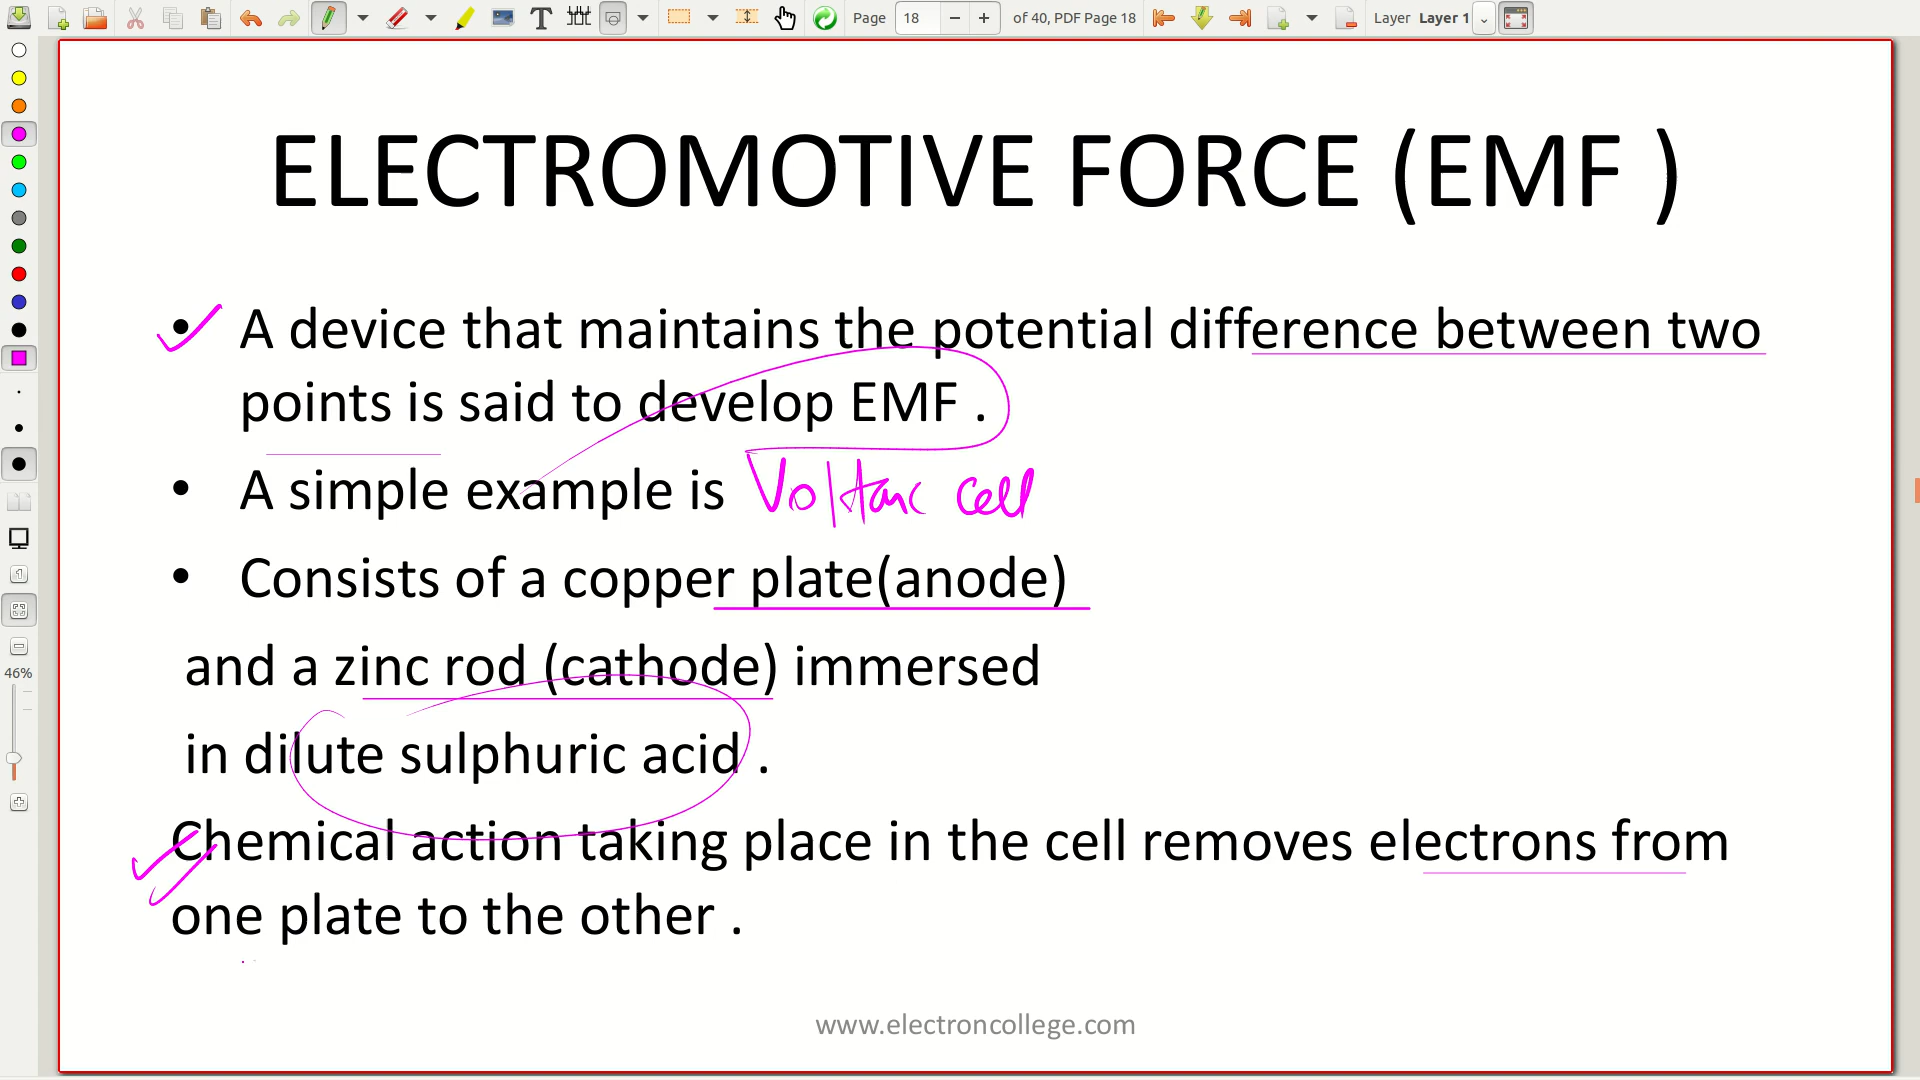 Page 18 of 40, PDF Page 18 Layer Layer 1
ELECTROMOTIVE FORCE (EMF )
• A device that maintains the potential difference between two
points is said to develop EMF .
• A simple example is Voltaic cell
• Consists of a copper plate(anode)
and a zinc rod (cathode) immersed
in dilute sulphuric acid .
Chemical action taking place in the cell removes electrons from
one plate to the other .
www.electroncollege.com
46%